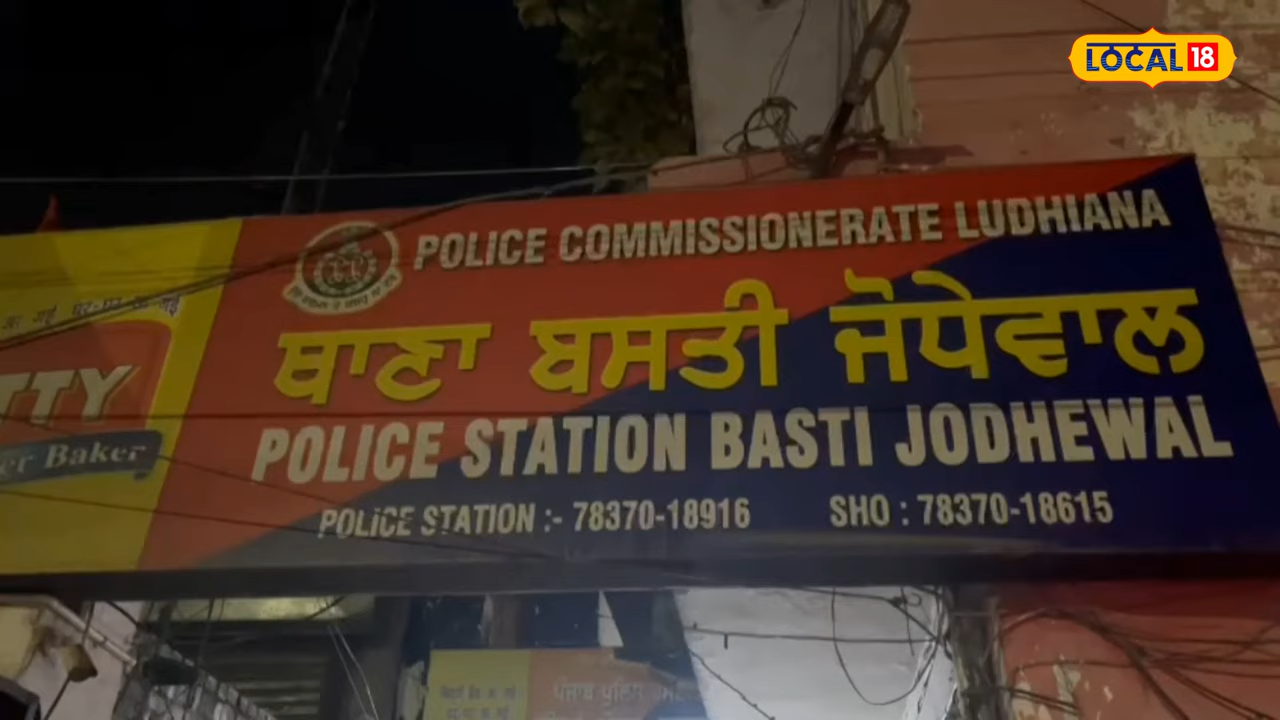 LOCAL 18
POLICE COMMISSIONERATE LUDHIANA
ਥਾਣਾ ਬਸਤੀ ਜੋਧੇਵਾਲ
POLICE STATION BASTI JODHEWAL
POLICE STATION :- 78370-18916 SHO : 78370-18615
TTY
er Baker
ਪੰਜਾਬ ਪੁਲਿਸ